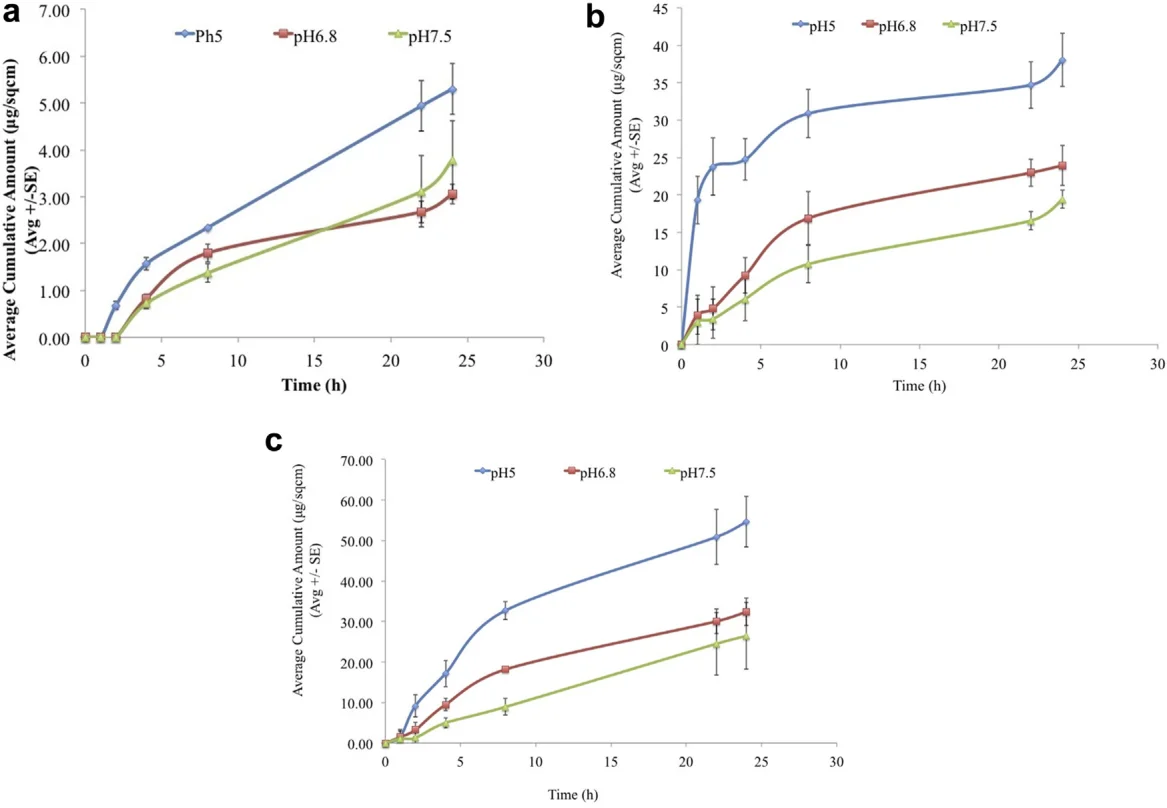 a
Ph5 pH6.8 pH7.5
Average Cumulative Amount (µg/sqcm)
(Avg +/-SE)
7.00
6.00
5.00
4.00
3.00
2.00
1.00
0.00
0 5 10 15 20 25 30
Time (h)
b
pH5 pH6.8 pH7.5
Average Cumulative Amount (µg/sqcm)
(Avg +/-SE)
45
40
35
30
25
20
15
10
5
0
0 5 10 15 20 25 30
Time (h)
c
pH5 pH6.8 pH7.5
Average Cumulative Amount (µg/sqcm)
(Avg +/- SE)
70.00
60.00
50.00
40.00
30.00
20.00
10.00
0.00
0 5 10 15 20 25 30
Time (h)